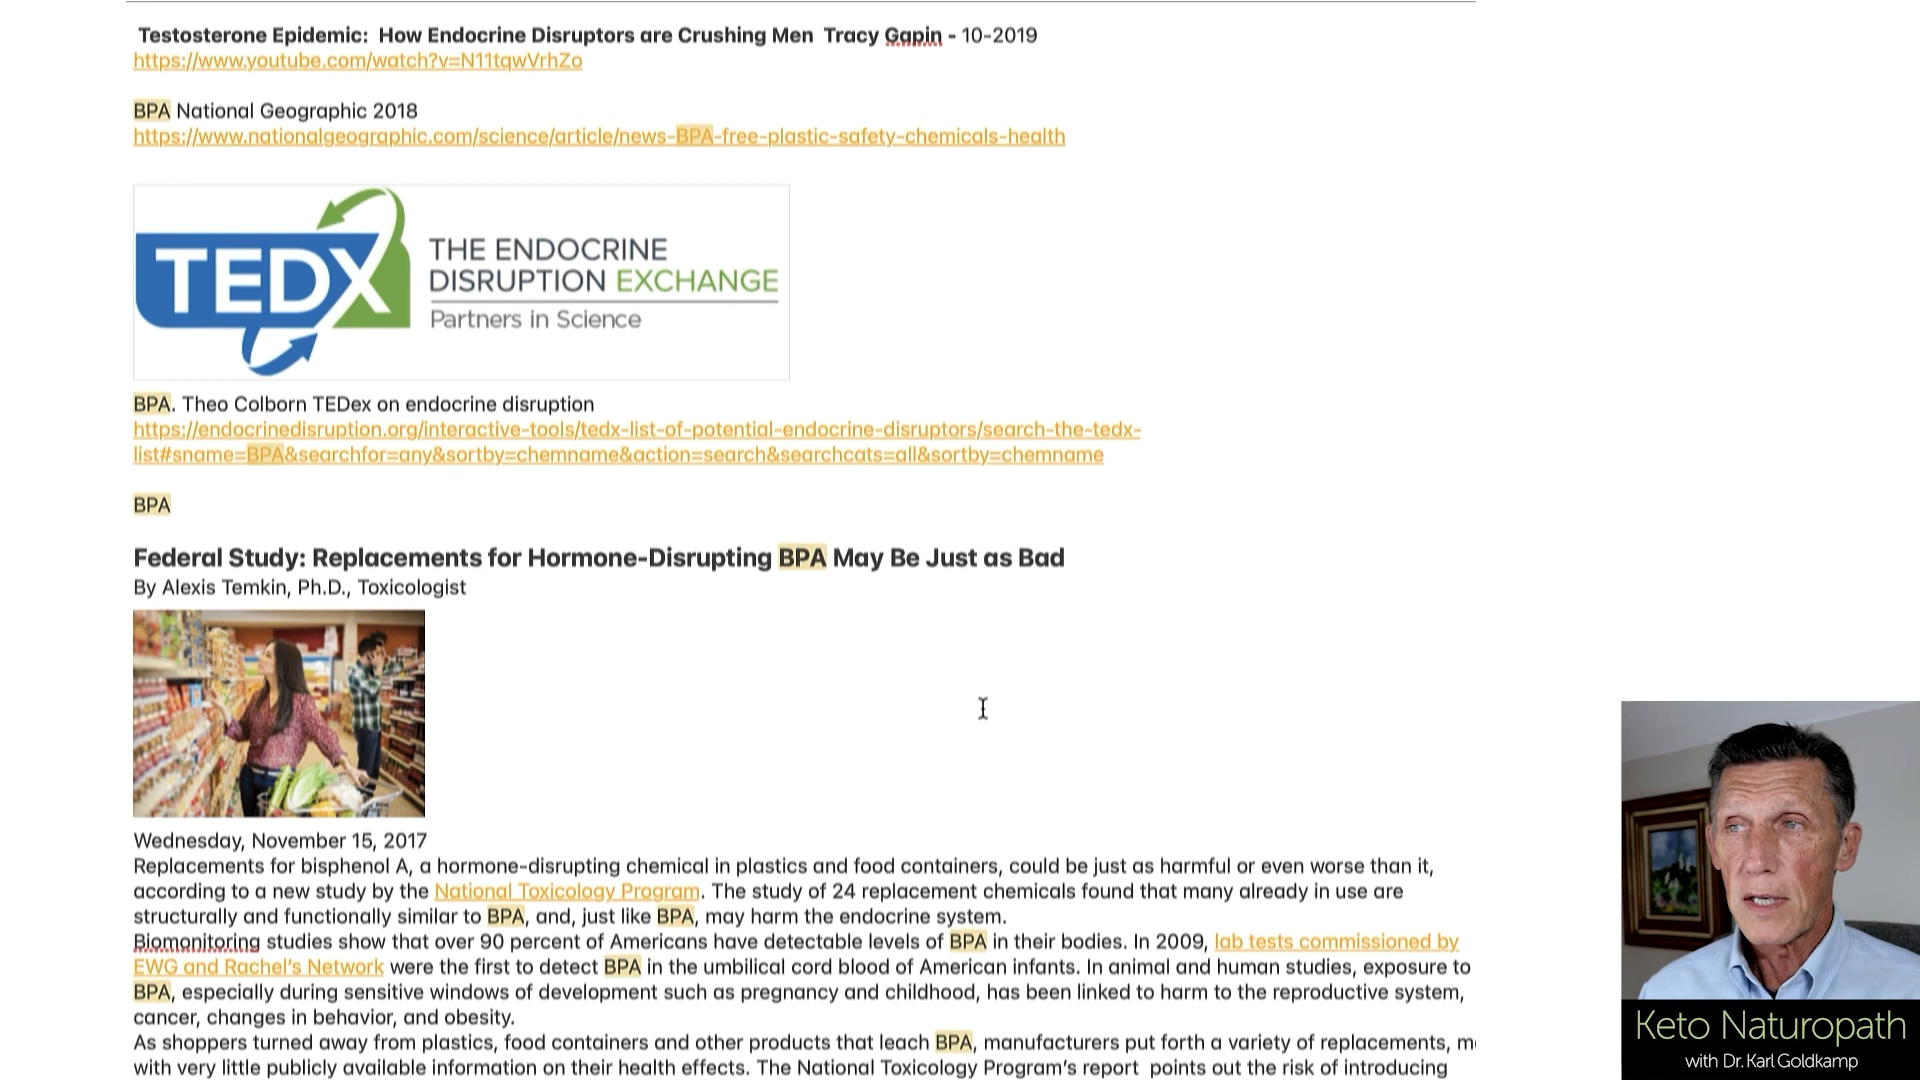 Testosterone Epidemic: How Endocrine Disruptors are Crushing Men Tracy Gapin - 10-2019
https://www.youtube.com/watch?v=N11tqwVrhZo
BPA National Geographic 2018
https://www.nationalgeographic.com/science/article/news-BPA-free-plastic-safety-chemicals-health
TEDX
THE ENDOCRINE
DISRUPTION EXCHANGE
Partners in Science
BPA. Theo Colborn TEDex on endocrine disruption
https://endocrinedisruption.org/interactive-tools/tedx-list-of-potential-endocrine-disruptors/search-the-tedx-
list#sname=BPA&searchfor=any&sortby=chemname&action=search&searchcats=all&sortby=chemname
BPA
Federal Study: Replacements for Hormone-Disrupting BPA May Be Just as Bad
By Alexis Temkin, Ph.D., Toxicologist
Wednesday, November 15, 2017
Replacements for bisphenol A, a hormone-disrupting chemical in plastics and food containers, could be just as harmful or even worse than it,
according to a new study by the National Toxicology Program. The study of 24 replacement chemicals found that many already in use are
structurally and functionally similar to BPA, and, just like BPA, may harm the endocrine system.
Biomonitoring studies show that over 90 percent of Americans have detectable levels of BPA in their bodies. In 2009, lab tests commissioned by
EWG and Rachel's Network were the first to detect BPA in the umbilical cord blood of American infants. In animal and human studies, exposure to
BPA, especially during sensitive windows of development such as pregnancy and childhood, has been linked to harm to the reproductive system,
cancer, changes in behavior, and obesity.
As shoppers turned away from plastics, food containers and other products that leach BPA, manufacturers put forth a variety of replacements,
with very little publicly available information on their health effects. The National Toxicology Program's report points out the risk of introducing
Keto Naturopath
with Dr. Karl Goldkamp